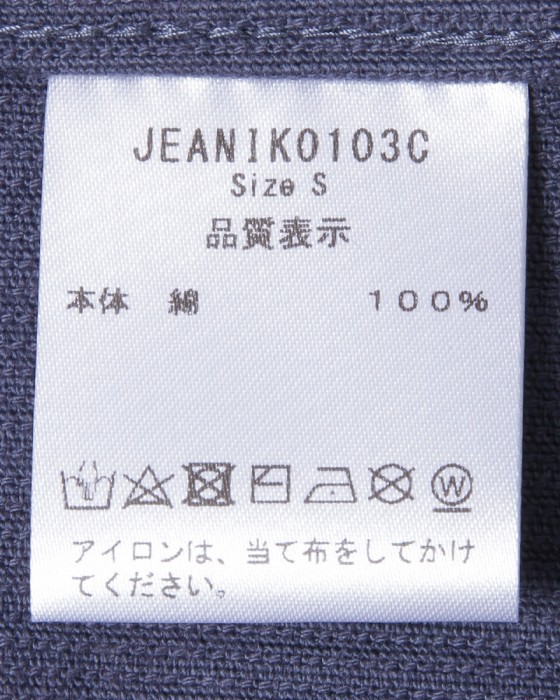 JEANIK0103C
Size S
品質表示
本体 綿 100%
W
アイロンは、当て布をしてかけ
てください。